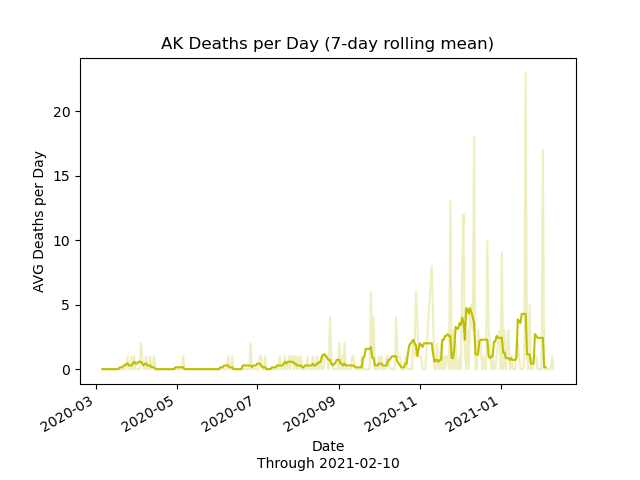 AK Deaths per Day (7-day rolling mean)
AVG Deaths per Day
20
15
10
5
0
2020-03
2020-05
2020-07
2020-09
2020-11
2021-01
Date
Through 2021-02-10